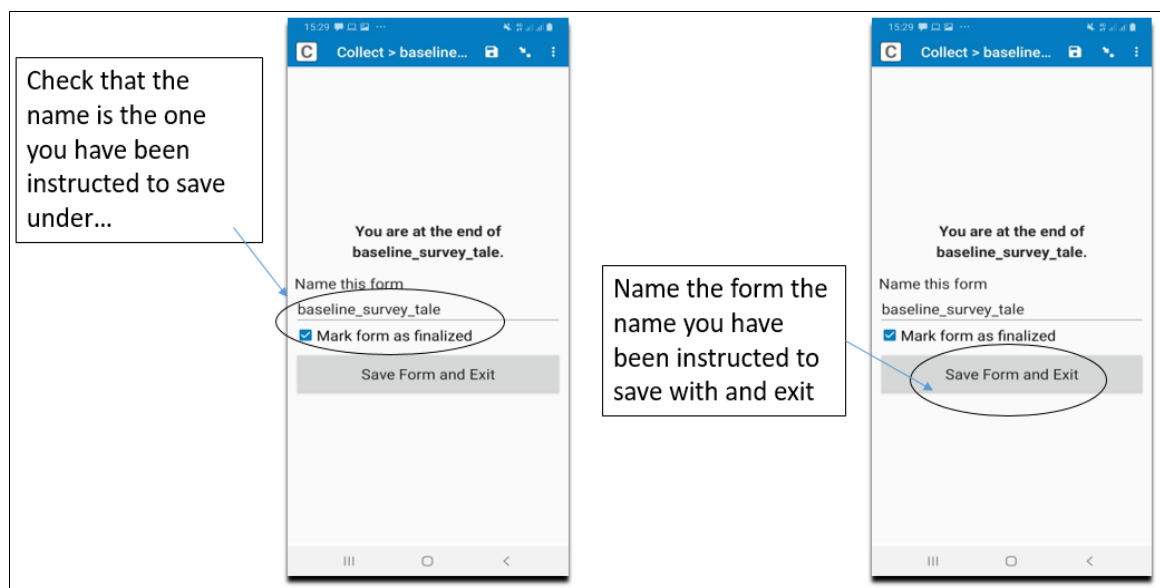 Check that the
name is the one
you have been
instructed to save
under...
15:29
C Collect > baseline...
You are at the end of
baseline_survey_tale.
Name this form
baseline_survey_tale
Mark form as finalized
Save Form and Exit
Name the form the
name you have
been instructed to
save with and exit
15:29
C Collect > baseline...
You are at the end of
baseline_survey_tale.
Name this form
baseline_survey_tale
Mark form as finalized
Save Form and Exit